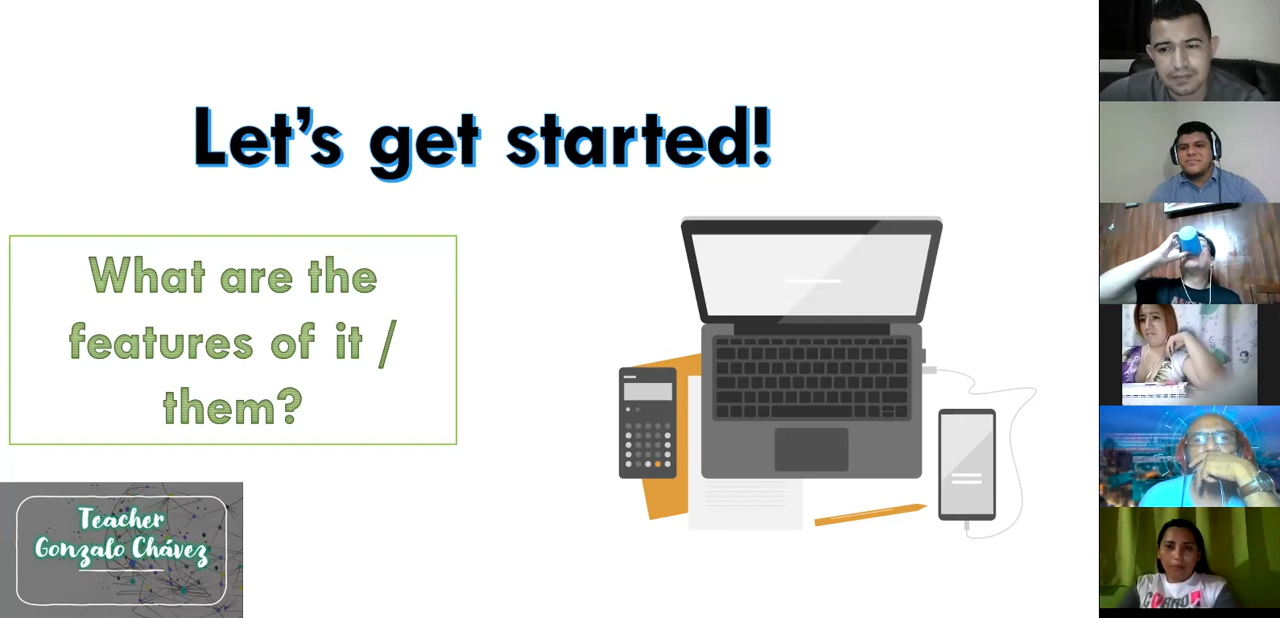 Let's get started!
What are the
features of it /
them?
Teacher
Gonzalo Chávez